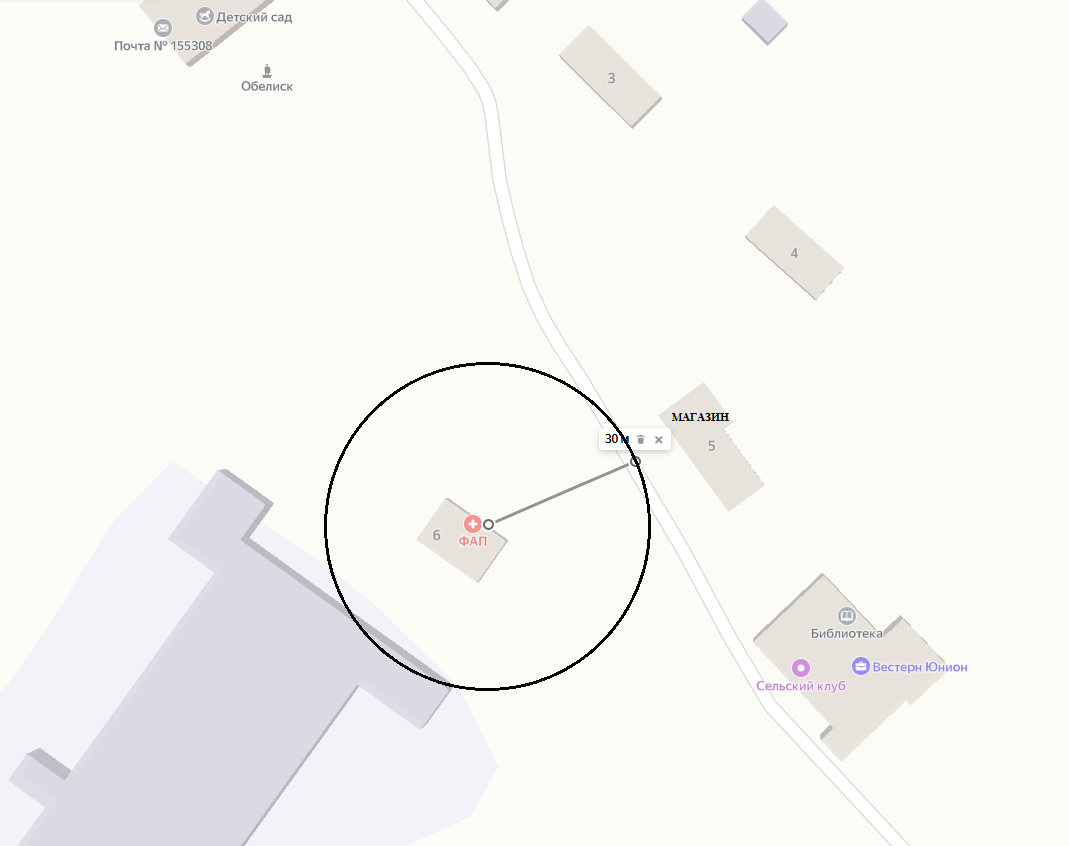 Детский сад
Почта № 155308
Обелиск
3
4
МАГАЗИН
5
30 м
6
ФАП
Библиотека
Вестерн Юнион
Сельский клуб